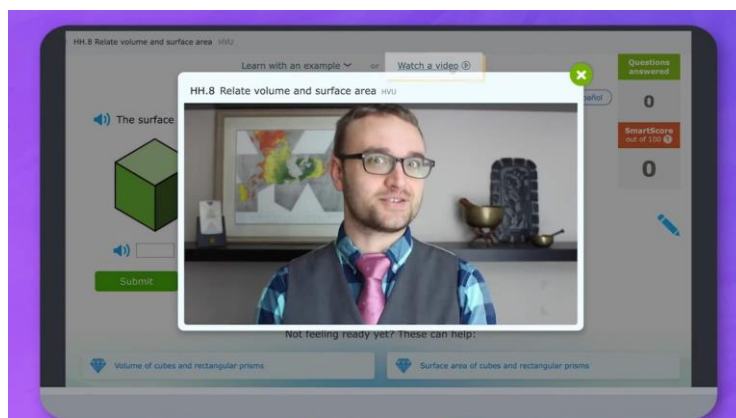 HH.8 Relate volume and surface area HVU
Learn with an example or Watch a video
Questions answered
0
SmartScore out of 100
0
HH.8 Relate volume and surface area HVU
The surface
Submit
Not feeling ready yet? These can help:
Volume of cubes and rectangular prisms
Surface area of cubes and rectangular prisms